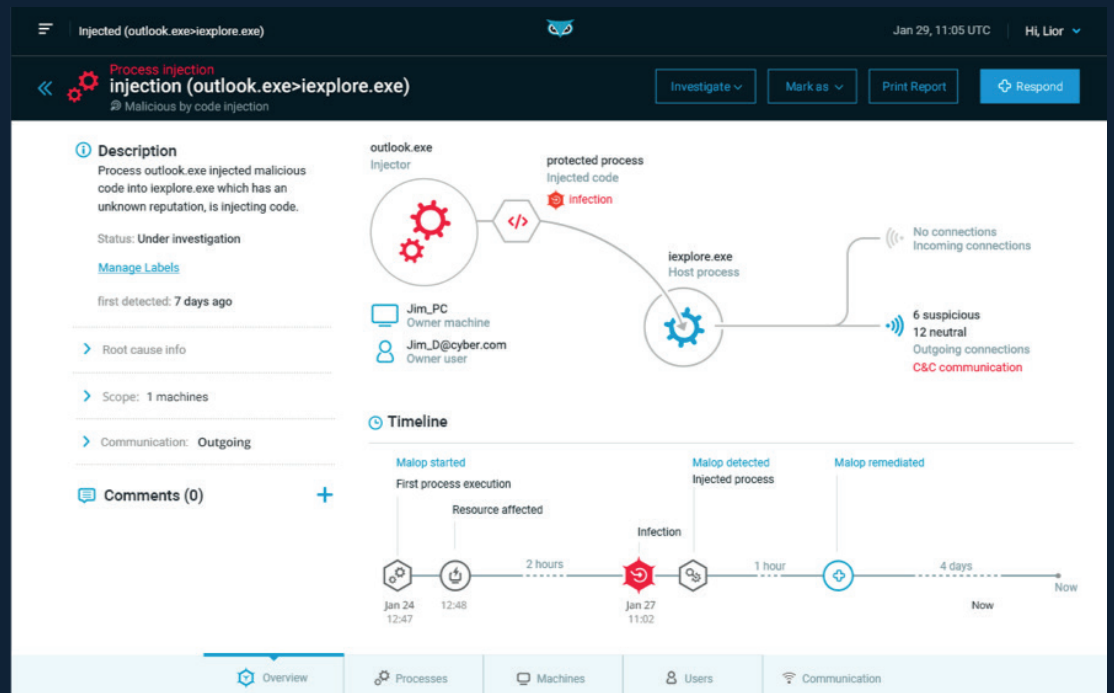 Injected (outlook.exe>iexplore.exe)
Jan 29, 11:05 UTC
Hi, Lior
Process injection
injection (outlook.exe>iexplore.exe)
Malicious by code injection
Investigate
Mark as
Print Report
Respond
Description
Process outlook.exe injected malicious
code into iexplore.exe which has an
unknown reputation, is injecting code.
Status: Under investigation
Manage Labels
first detected: 7 days ago
Root cause info
Scope: 1 machines
Communication: Outgoing
Comments (0)
outlook.exe
Injector
</>
protected process
Injected code
infection
Jim_PC
Owner machine
Jim_D@cyber.com
Owner user
iexplore.exe
Host process
No connections
Incoming connections
6 suspicious
12 neutral
Outgoing connections
C&C communication
Timeline
Malop started
First process execution
Resource affected
Infection
Malop detected
Injected process
Malop remediated
2 hours
1 hour
4 days
Now
Jan 24
12:47
12:48
Jan 27
11:02
Now
Overview
Processes
Machines
Users
Communication